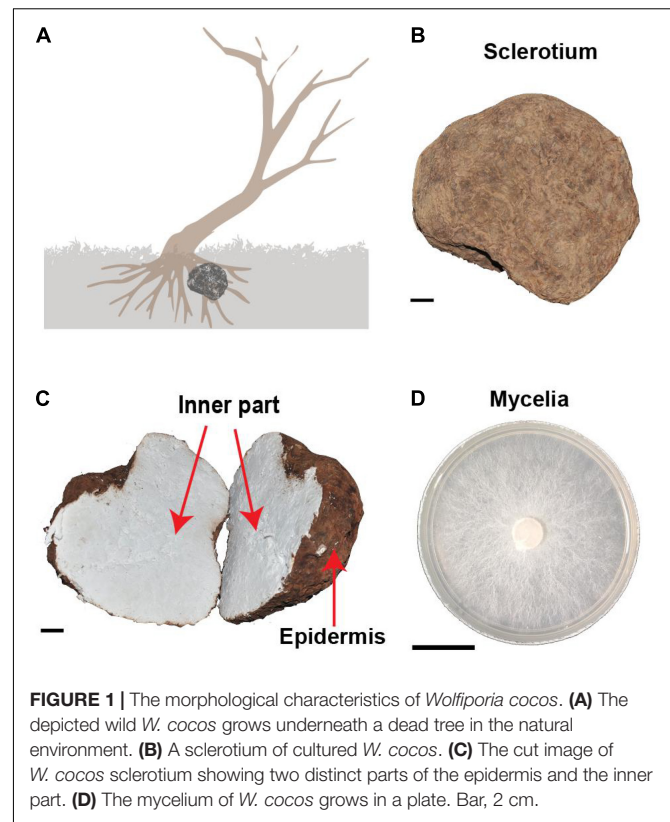 A
B
Sclerotium
C
Inner part
Epidermis
D
Mycelia
FIGURE 1 | The morphological characteristics of Wolfiporia cocos. (A) The
depicted wild W. cocos grows underneath a dead tree in the natural
environment. (B) A sclerotium of cultured W. cocos. (C) The cut image of
W. cocos sclerotium showing two distinct parts of the epidermis and the inner
part. (D) The mycelium of W. cocos grows in a plate. Bar, 2 cm.